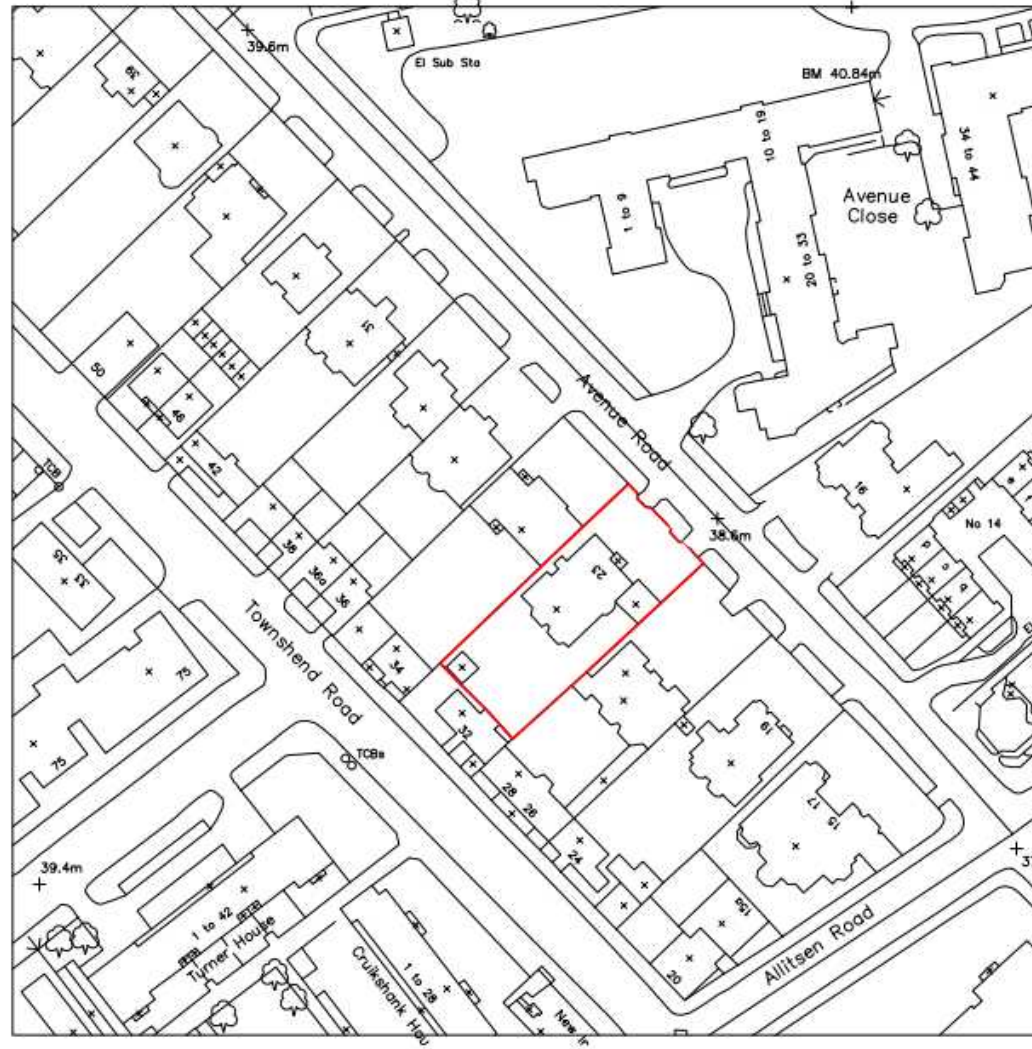 39.6m
El Sub Sta
BM 40.84m
39
10 to 19
34 to 44
Avenue
Close
1 to 9
20 to 33
31
50
46
42
Avenue Road
TCB
16
38.6m
No 14
38
36a
36
35
33
23
34
Townshend Road
32
75
75
TCBs
19
28
26
15 17
24
39.4m
1 to 42
Turner House
15a
20
Allitsen Road
Cruikshank Hou
1 to 28
New Ir